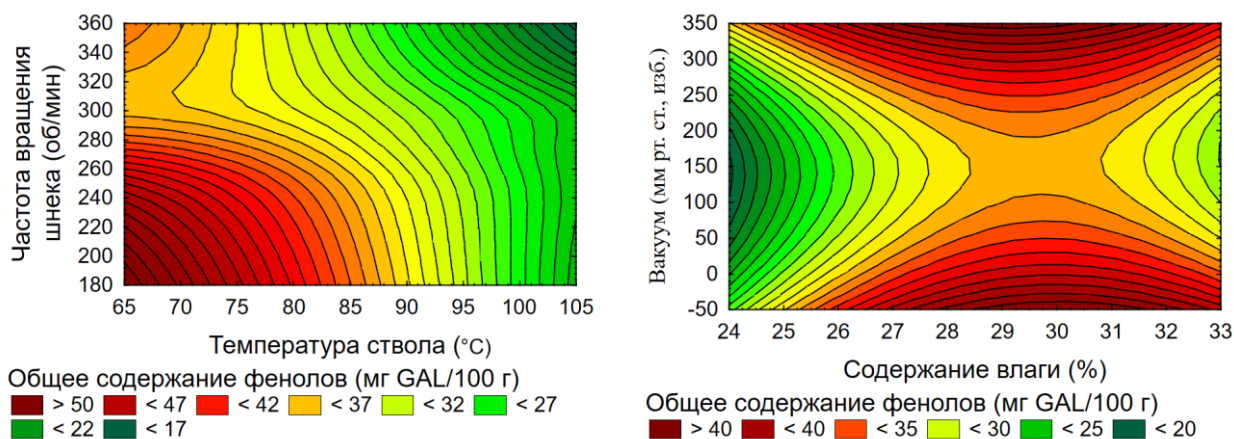 Частота вращения
шнека (об/мин)
360
340
320
300
280
260
240
220
200
180
65 70 75 80 85 90 95 100 105
Температура ствола (°C)
Общее содержание фенолов (мг GAL/100 г)
> 50 < 47 < 42 < 37 < 32 < 27
< 22 < 17
Вакуум (мм рт. ст., изб.)
350
300
250
200
150
100
50
0
-50
24 25 26 27 28 29 30 31 32 33
Содержание влаги (%)
Общее содержание фенолов (мг GAL/100 г)
> 40 < 40 < 35 < 30 < 25 < 20